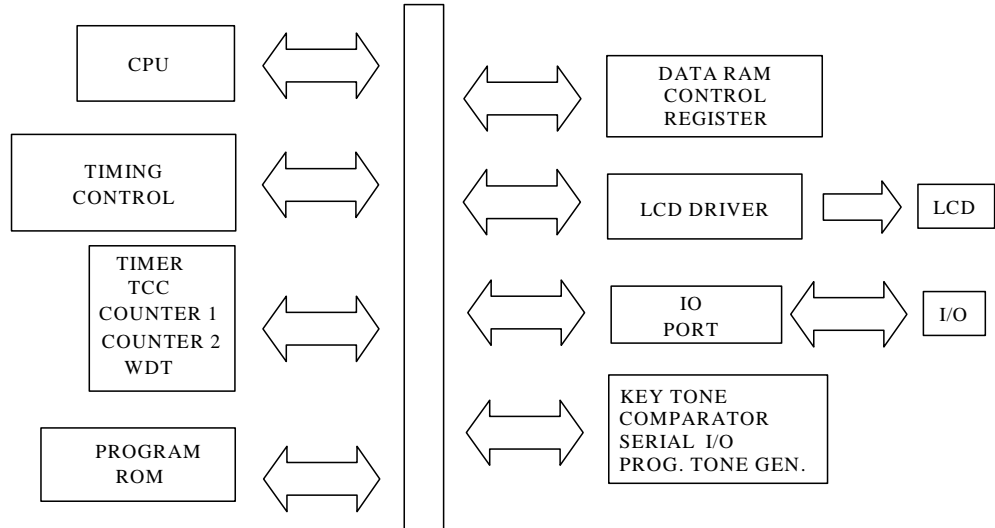 CPU
TIMING
CONTROL
TIMER
TCC
COUNTER 1
COUNTER 2
WDT
PROGRAM
ROM
DATA RAM
CONTROL
REGISTER
LCD DRIVER
LCD
IO
PORT
I/O
KEY TONE
COMPARATOR
SERIAL I/O
PROG. TONE GEN.